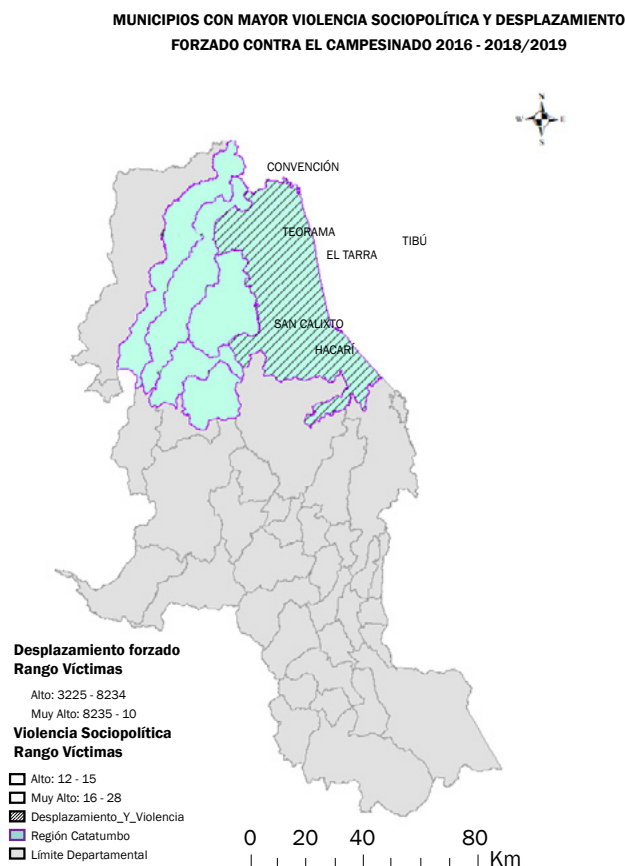 MUNICIPIOS CON MAYOR VIOLENCIA SOCIOPOLÍTICA Y DESPLAZAMIENTO
FORZADO CONTRA EL CAMPESINADO 2016 - 2018/2019
N
W E
S
CONVENCIÓN
TEORAMA
TIBÚ
EL TARRA
SAN CALIXTO
HACARÍ
Desplazamiento forzado
Rango Víctimas
Alto: 3225 - 8234
Muy Alto: 8235 - 10
Violencia Sociopolítica
Rango Víctimas
Alto: 12 - 15
Muy Alto: 16 - 28
Desplazamiento_Y_Violencia
Región Catatumbo
Límite Departamental
0 20 40 80
Km